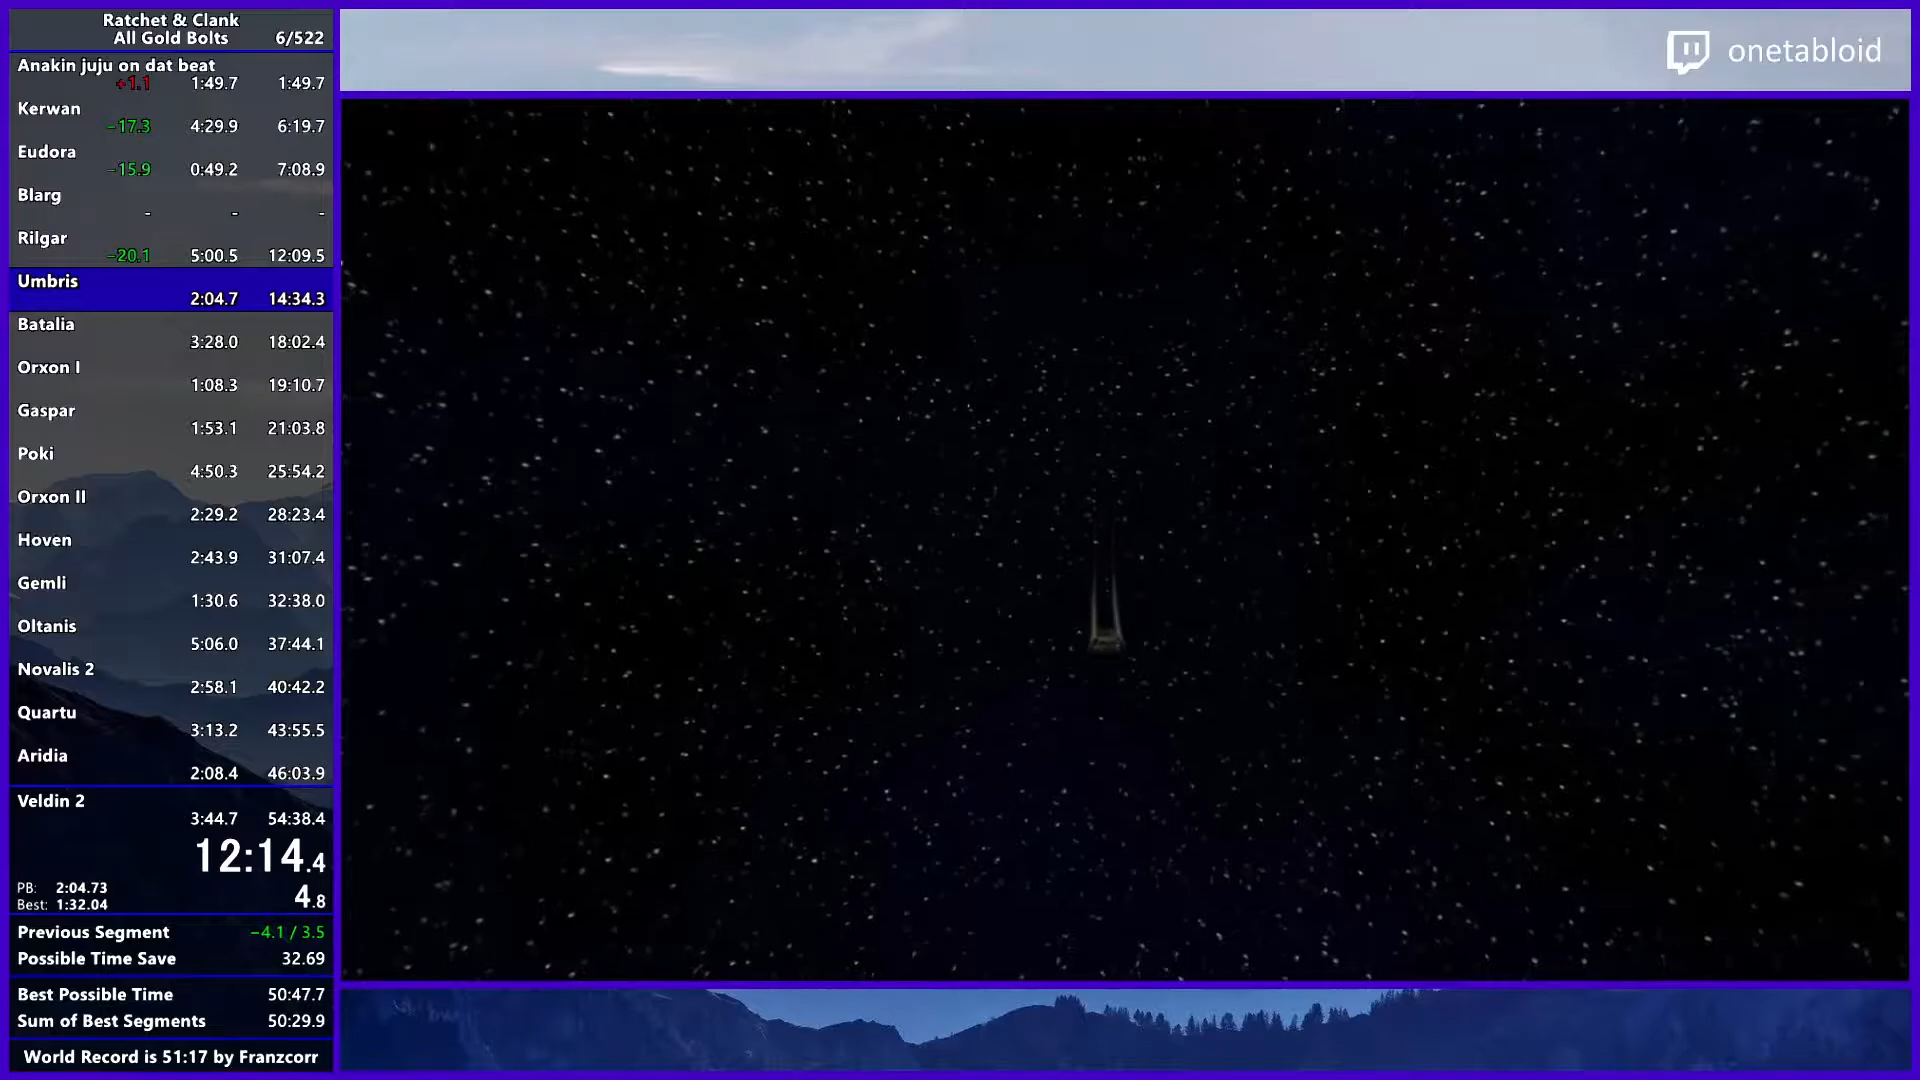 Ratchet & Clank
All Gold Bolts 6/522
Anakin juju on dat beat
+1.1 1:49.7 1:49.7
Kerwan
-17.3 4:29.9 6:19.7
Eudora
-15.9 0:49.2 7:08.9
Blarg
- - -
Rilgar
-20.1 5:00.5 12:09.5
Umbris
2:04.7 14:34.3
Batalia
3:28.0 18:02.4
Orxon I
1:08.3 19:10.7
Gaspar
1:53.1 21:03.8
Poki
4:50.3 25:54.2
Orxon II
2:29.2 28:23.4
Hoven
2:43.9 31:07.4
Gemli
1:30.6 32:38.0
Oltanis
5:06.0 37:44.1
Novalis 2
2:58.1 40:42.2
Quartu
3:13.2 43:55.5
Aridia
2:08.4 46:03.9
Veldin 2
3:44.7 54:38.4
12:14.4
PB: 2:04.73
Best: 1:32.04
4.8
Previous Segment -4.1 / 3.5
Possible Time Save 32.69
Best Possible Time 50:47.7
Sum of Best Segments 50:29.9
World Record is 51:17 by Franzcorr
onetabloid